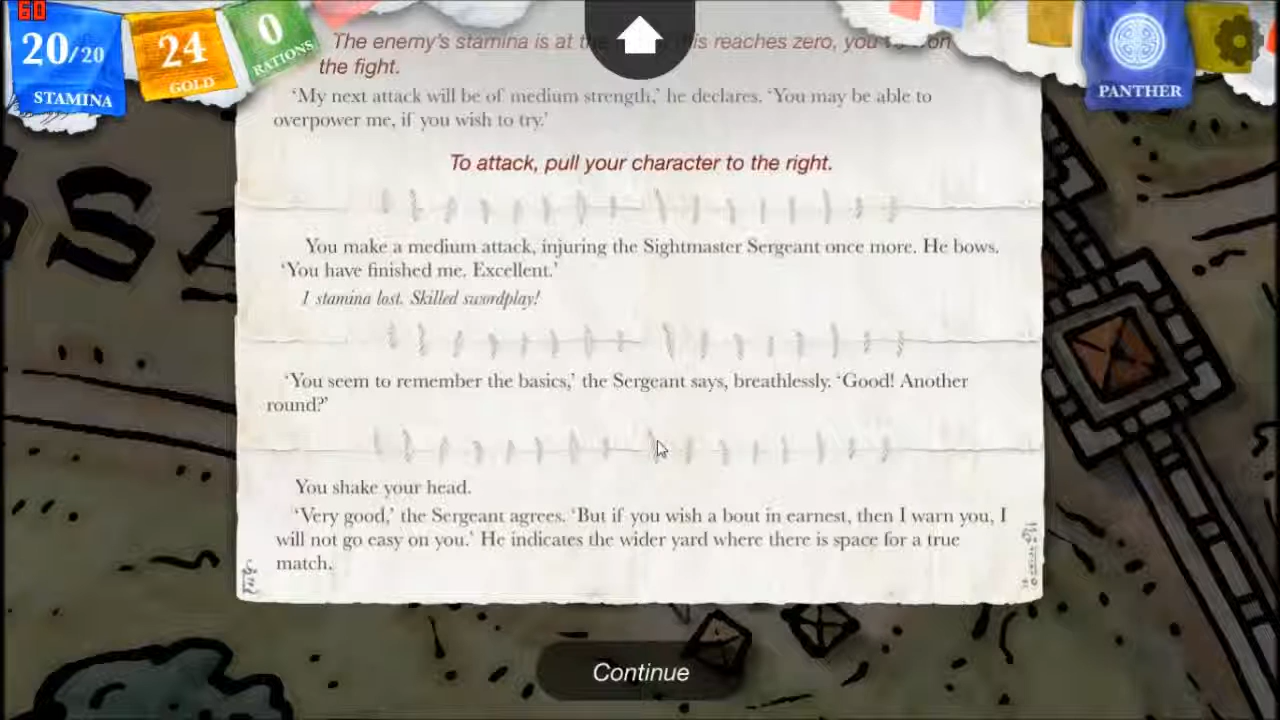 60
20/20
STAMINA
24
GOLD
0
RATIONS
PANTHER
The enemy's stamina is at the is reaches zero, you on
the fight.
'My next attack will be of medium strength,' he declares. 'You may be able to
overpower me, if you wish to try.'
To attack, pull your character to the right.
You make a medium attack, injuring the Sightmaster Sergeant once more. He bows.
'You have finished me. Excellent.'
1 stamina lost. Skilled swordplay!
'You seem to remember the basics,' the Sergeant says, breathlessly. 'Good! Another
round?'
You shake your head.
'Very good,' the Sergeant agrees. 'But if you wish a bout in earnest, then I warn you, I
will not go easy on you.' He indicates the wider yard where there is space for a true
match.
Continue